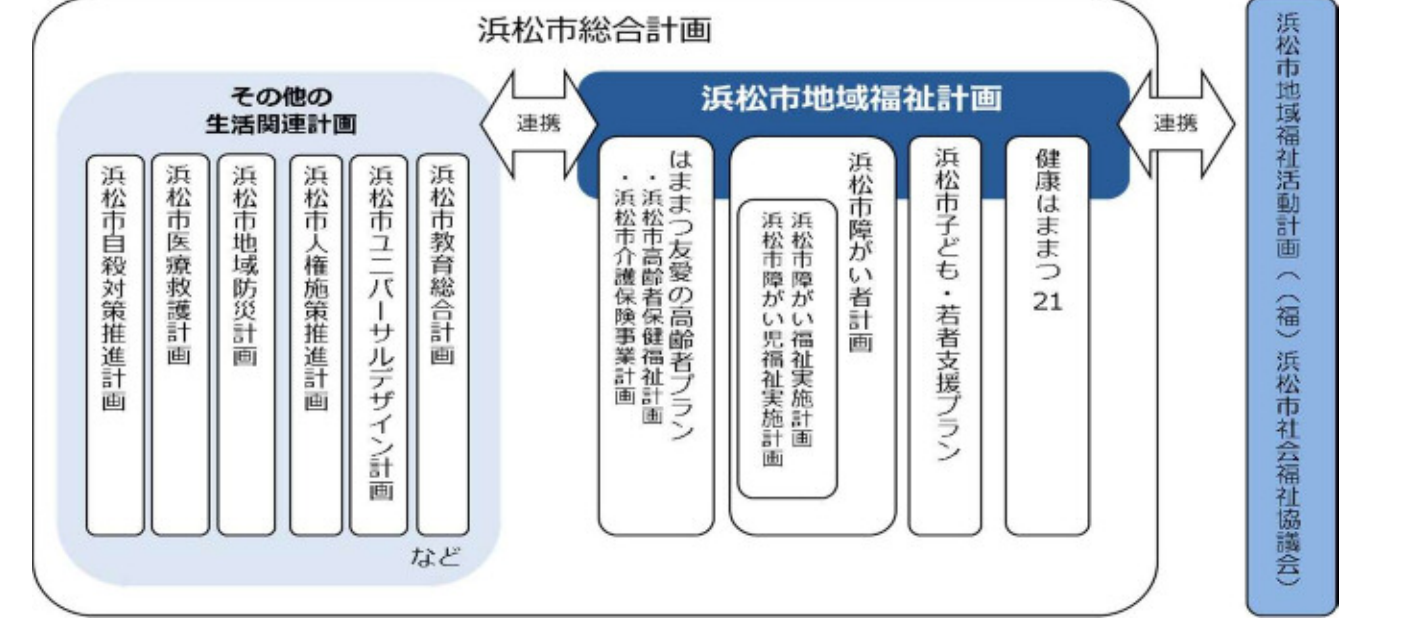 浜松市総合計画
その他の
生活関連計画
浜松市自殺対策推進計画
浜松市医療救護計画
浜松市地域防災計画
浜松市人権施策推進計画
浜松市ユニバーサルデザイン計画
浜松市教育総合計画
など
連携
浜松市地域福祉計画
はままつ友愛の高齢者プラン
・浜松市高齢者保健福祉計画
・浜松市介護保険事業計画
浜松市障がい者計画
浜松市障がい福祉実施計画
浜松市障がい児福祉実施計画
浜松市子ども・若者支援プラン
健康はままつ21
連携
浜松市地域福祉活動計画（（福）浜松市社会福祉協議会）